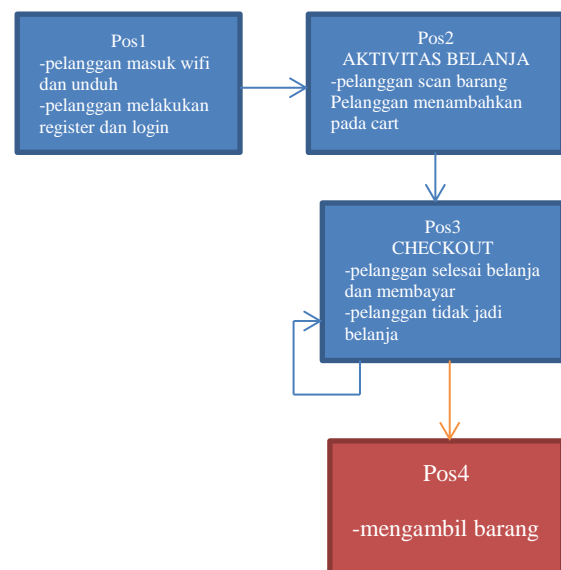 Pos1
-pelanggan masuk wifi
dan unduh
-pelanggan melakukan
register dan login
Pos2
AKTIVITAS BELANJA
-pelanggan scan barang
Pelanggan menambahkan
pada cart
Pos3
CHECKOUT
-pelanggan selesai belanja
dan membayar
-pelanggan tidak jadi
belanja
Pos4
-mengambil barang